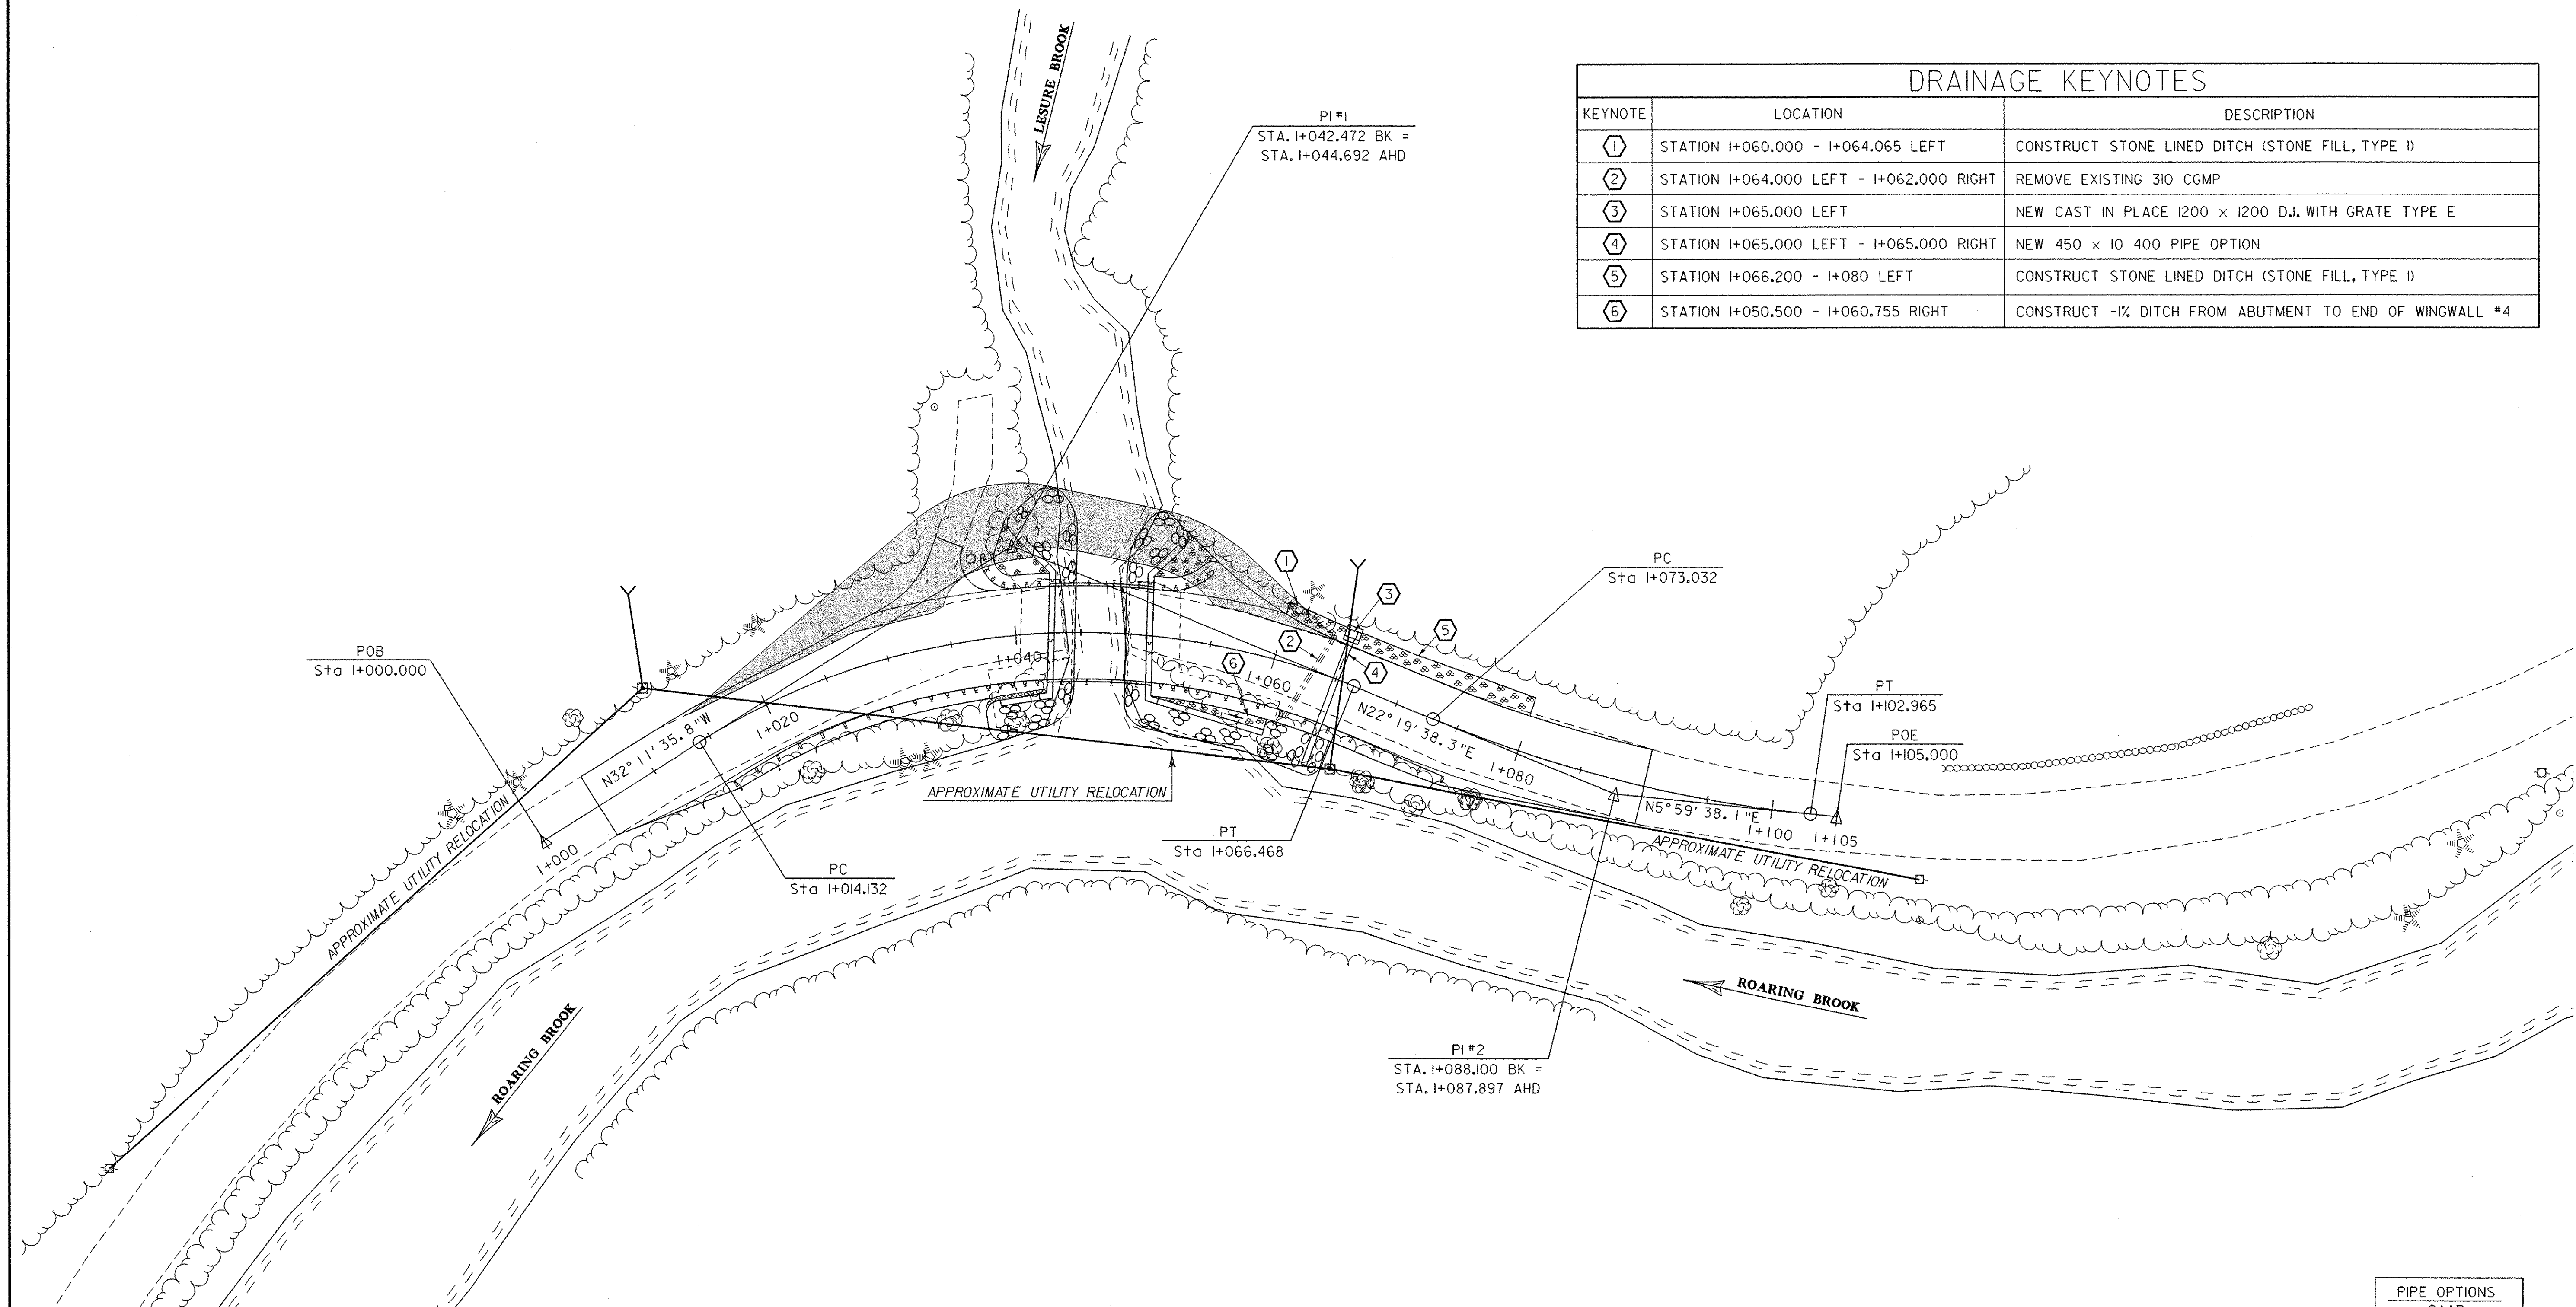 LESURE BROOK
PI #1
STA. 1+042.472 BK =
STA. 1+044.692 AHD
DRAINAGE KEYNOTES
KEYNOTE LOCATION DESCRIPTION
1 STATION 1+060.000 - 1+064.065 LEFT CONSTRUCT STONE LINED DITCH (STONE FILL, TYPE I)
2 STATION 1+064.000 LEFT - 1+062.000 RIGHT REMOVE EXISTING 310 CGMP
3 STATION 1+065.000 LEFT NEW CAST IN PLACE 1200 x 1200 D.I. WITH GRATE TYPE E
4 STATION 1+065.000 LEFT - 1+065.000 RIGHT NEW 450 x 10 400 PIPE OPTION
5 STATION 1+066.200 - 1+080 LEFT CONSTRUCT STONE LINED DITCH (STONE FILL, TYPE I)
6 STATION 1+050.500 - 1+060.755 RIGHT CONSTRUCT -1% DITCH FROM ABUTMENT TO END OF WINGWALL #4
PC
Sta 1+073.032
1
3
2
5
4
6
POB
Sta 1+000.000
1+040
1+060
1+020
N32°11'35.8"W
N22°19'38.3"E
1+080
PT
Sta 1+102.965
POE
Sta 1+105.000
N5°59'38.1"E
1+100
1+105
1+000
APPROXIMATE UTILITY RELOCATION
APPROXIMATE UTILITY RELOCATION
APPROXIMATE UTILITY RELOCATION
PT
Sta 1+066.468
PC
Sta 1+014.132
ROARING BROOK
ROARING BROOK
PI #2
STA. 1+088.100 BK =
STA. 1+087.897 AHD
PIPE OPTIONS